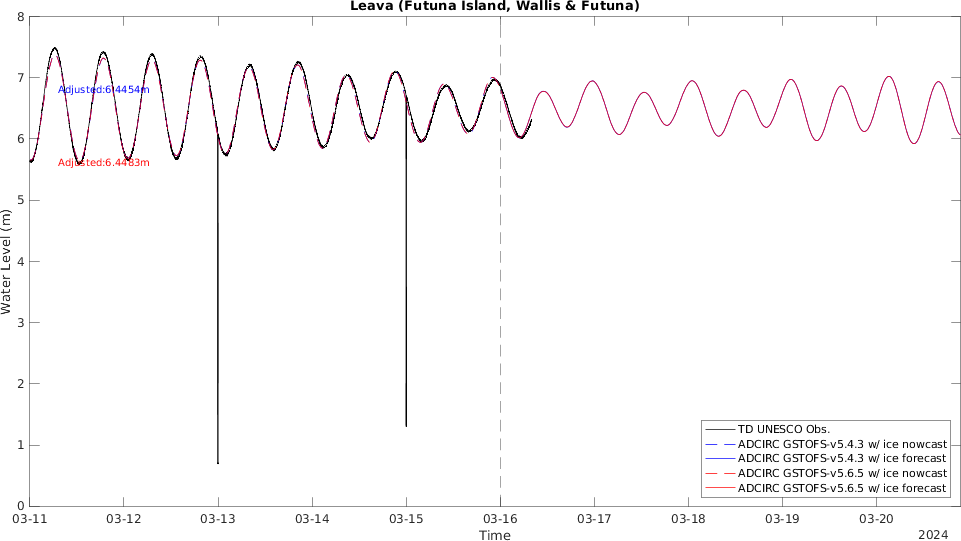 Leava (Futuna Island, Wallis & Futuna)
8
7
6
5
4
3
2
1
0
Water Level (m)
Adjusted:6.4454m
Adjusted:6.4483m
TD UNESCO Obs.
ADCIRC GSTOFS-v5.4.3 w/ ice nowcast
ADCIRC GSTOFS-v5.4.3 w/ ice forecast
ADCIRC GSTOFS-v5.6.5 w/ ice nowcast
ADCIRC GSTOFS-v5.6.5 w/ ice forecast
03-11 03-12 03-13 03-14 03-15 03-16 03-17 03-18 03-19 03-20
Time
2024